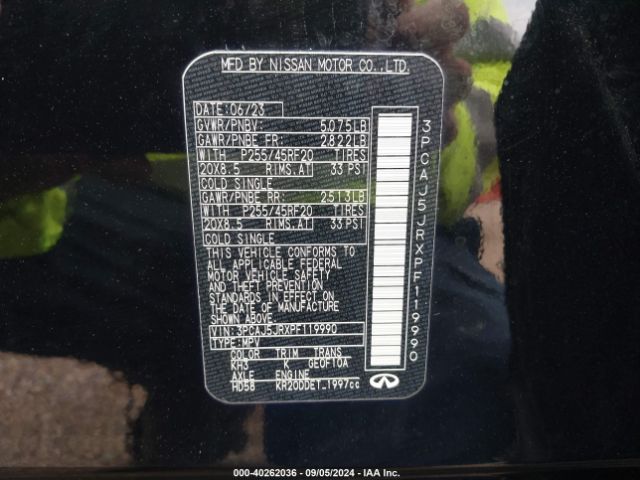 MFD BY NISSAN MOTOR CO.,LTD.
DATE: 06/23
GVWR/PNBV: 5075LB
GAWR/PNBE FR: 2822LB
WITH P255/45RF20 TIRES
20X8.5 RIMS.AT 33 PSI
COLD SINGLE
GAWR/PNBE RR: 2513LB
WITH P255/45RF20 TIRES
20X8.5 RIMS.AT 33 PSI
COLD SINGLE
THIS VEHICLE CONFORMS TO
ALL APPLICABLE FEDERAL
MOTOR VEHICLE SAFETY
AND THEFT PREVENTION
STANDARDS IN EFFECT ON
THE DATE OF MANUFACTURE
SHOWN ABOVE
VIN: 3PCAJ5JRXPF119990
TYPE: MPV
COLOR TRIM TRANS
KH3 K GE0F10A
AXLE ENGINE
HD58 KR20DDET_1997cc
3PCAJ5JRXPF119990
000-40262036 - 09/05/2024 - IAA Inc.